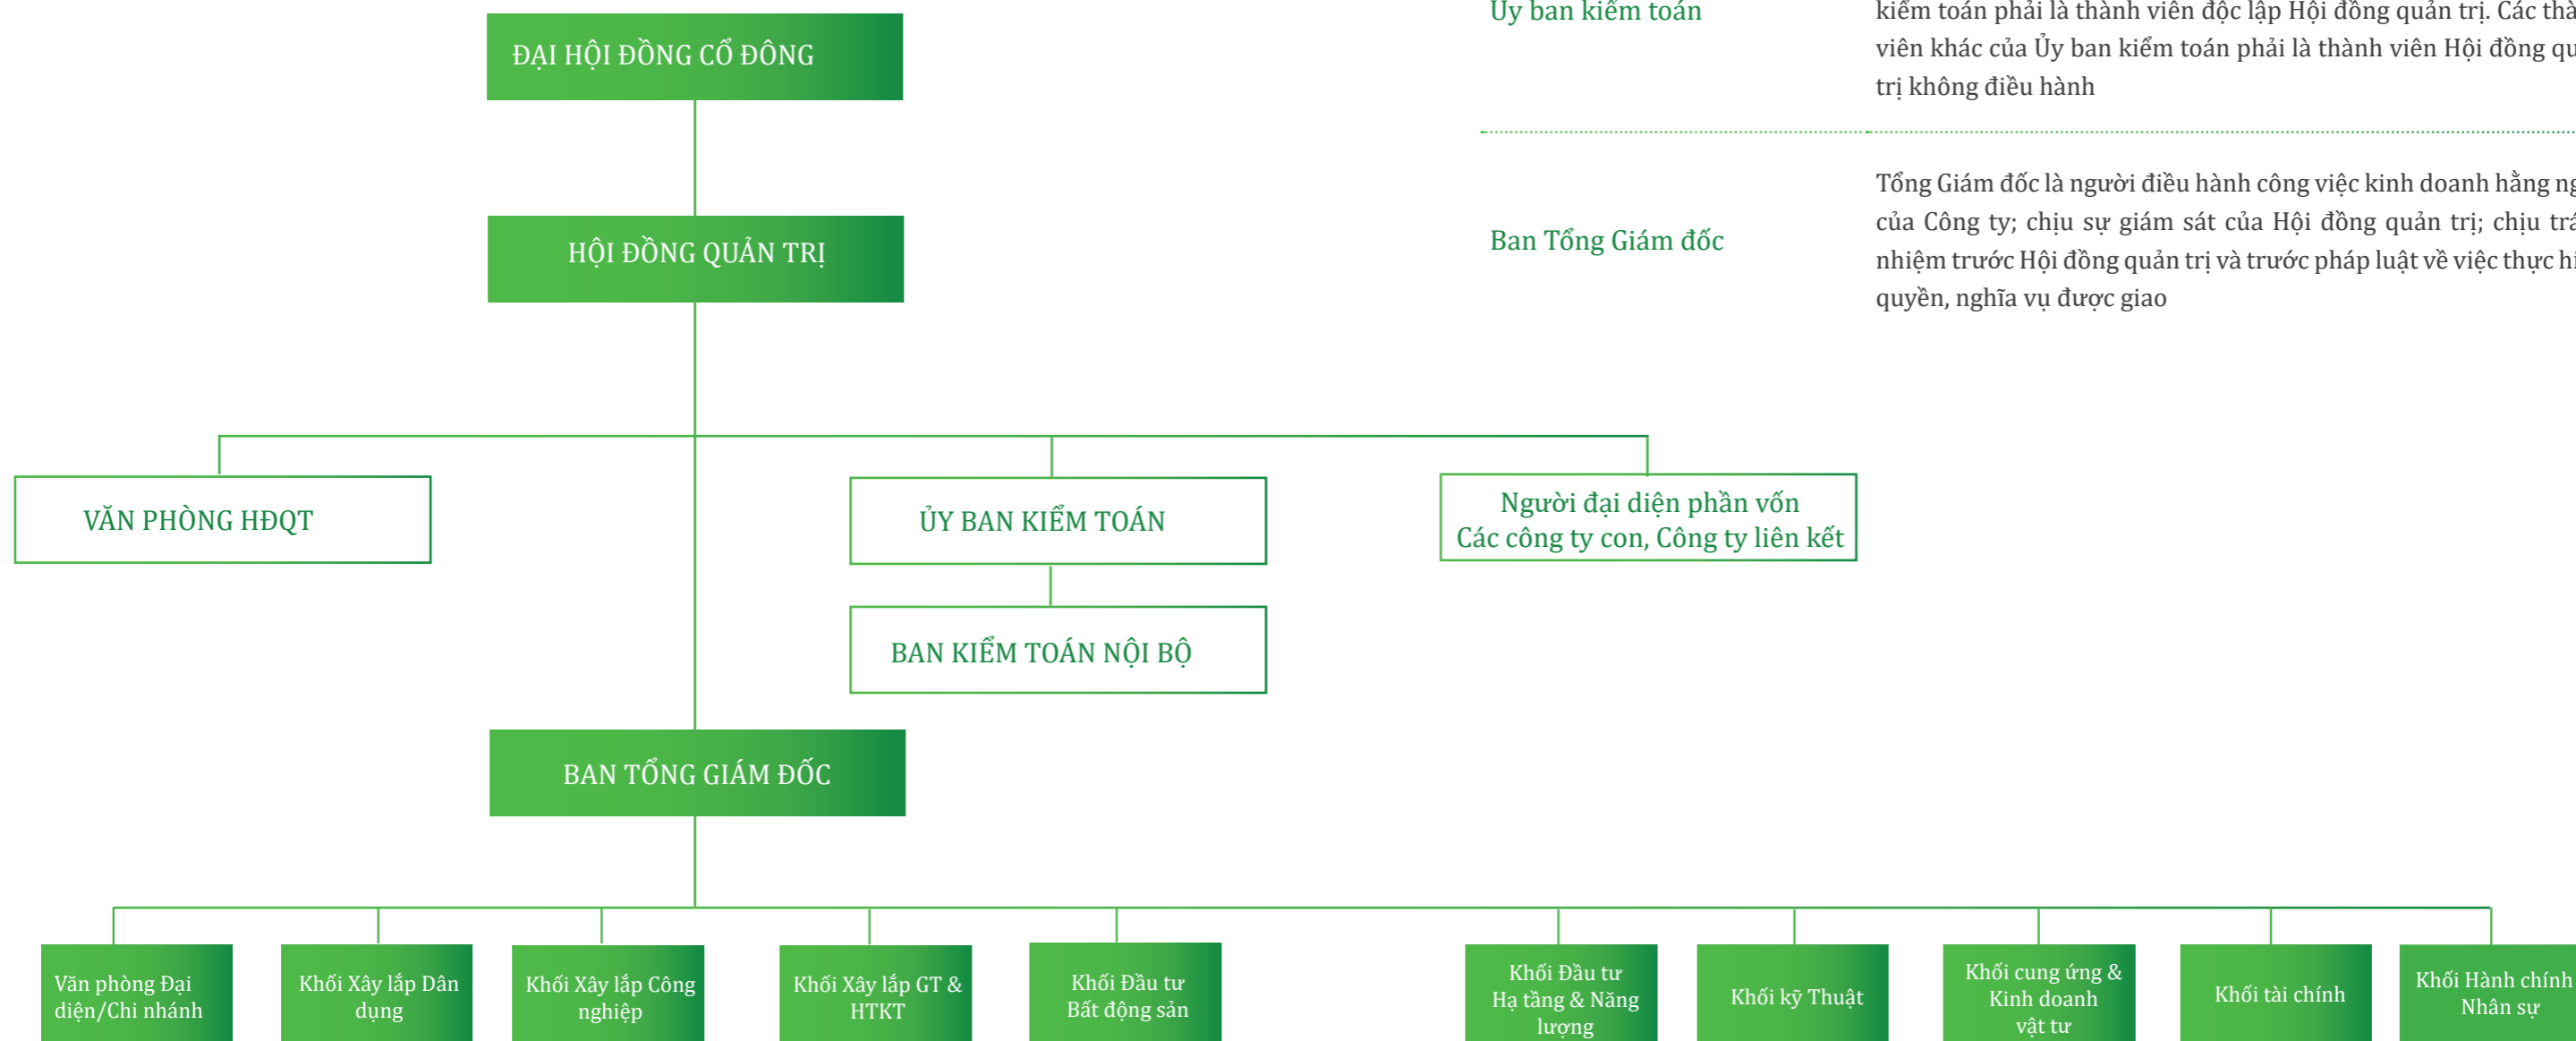 ĐẠI HỘI ĐỒNG CỔ ĐÔNG
HỘI ĐỒNG QUẢN TRỊ
VĂN PHÒNG HĐQT
ỦY BAN KIỂM TOÁN
Người đại diện phần vốn
Các công ty con, Công ty liên kết
BAN KIỂM TOÁN NỘI BỘ
BAN TỔNG GIÁM ĐỐC
Văn phòng Đại
diện/Chi nhánh
Khối Xây lắp Dân
dụng
Khối Xây lắp Công
nghiệp
Khối Xây lắp GT &
HTKT
Khối Đầu tư
Bất động sản
Khối Đầu tư
Hạ tầng & Năng
lượng
Khối kỹ Thuật
Khối cung ứng &
Kinh doanh
vật tư
Khối tài chính
Khối Hành chính
Nhân sự
Ủy ban kiểm toán
kiểm toán phải là thành viên độc lập Hội đồng quản trị. Các
viên khác của Ủy ban kiểm toán phải là thành viên Hội đồng
trị không điều hành
Ban Tổng Giám đốc
Tổng Giám đốc là người điều hành công việc kinh doanh hằng
của Công ty; chịu sự giám sát của Hội đồng quản trị; chịu
nhiệm trước Hội đồng quản trị và trước pháp luật về việc thực
quyền, nghĩa vụ được giao